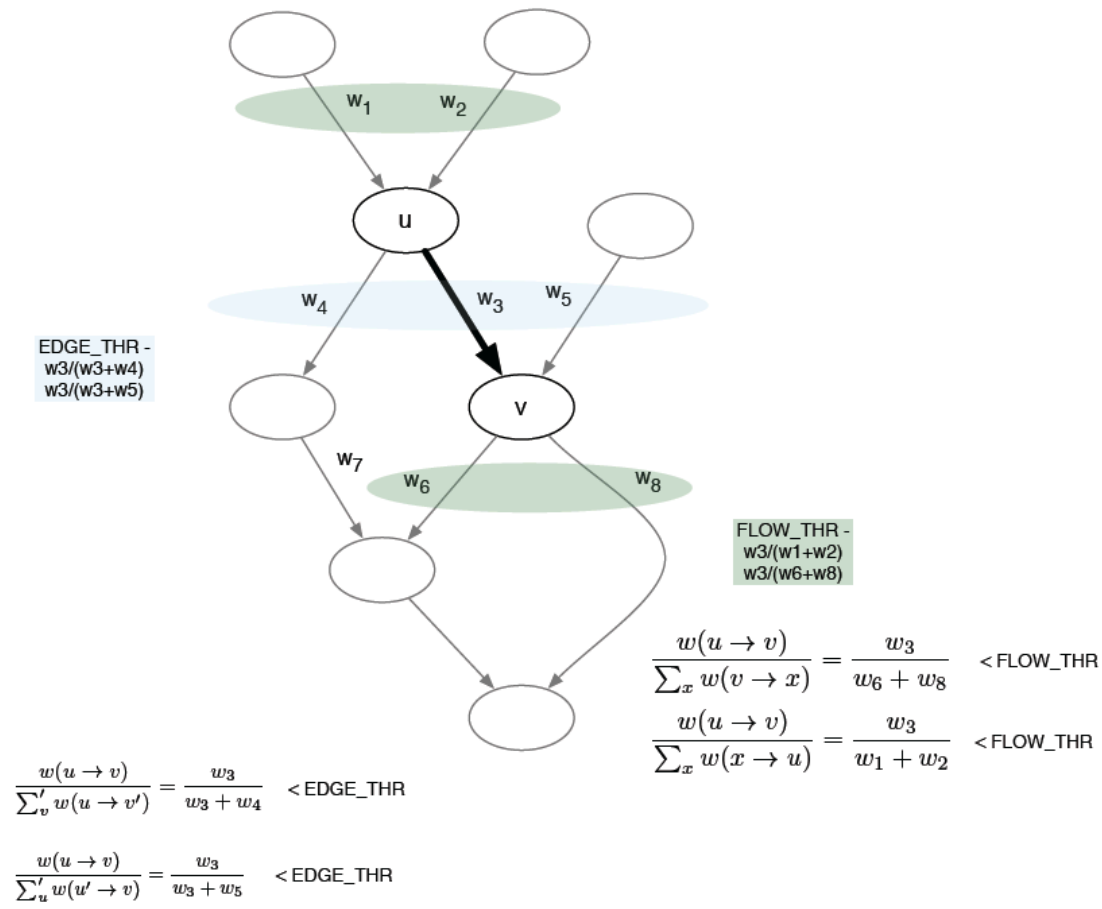 w1
w2
u
w4
w3
w5
EDGE_THR -
w3/(w3+w4)
w3/(w3+w5)
v
w7
w6
w8
FLOW_THR -
w3/(w1+w2)
w3/(w6+w8)
w(u → v) / ∑x w(v → x) = w3 / w6 + w8 < FLOW_THR
w(u → v) / ∑x w(x → u) = w3 / w1 + w2 < FLOW_THR
w(u → v) / ∑′v w(u → v′) = w3 / w3 + w4 < EDGE_THR
w(u → v) / ∑′u w(u′ → v) = w3 / w3 + w5 < EDGE_THR